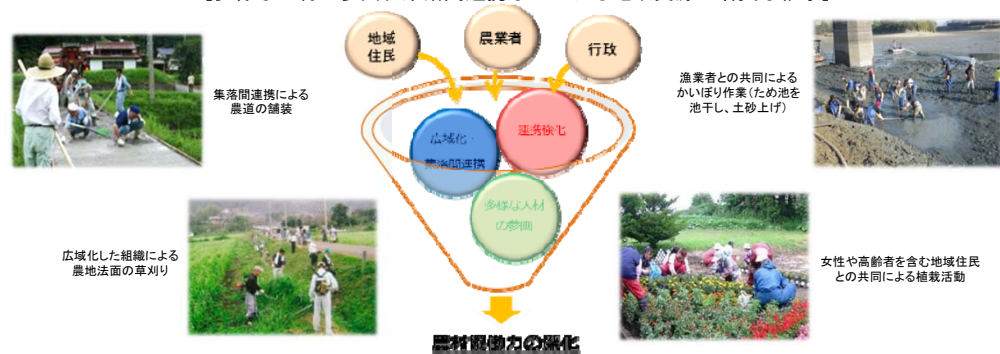 地域
住民
農業者
行政
集落間連携による
農道の舗装
漁業者との共同による
かいぼり作業(ため池を
池干し、土砂上げ)
広域化・
集落間連携
連携強化
多様な人材
の参画
広域化した組織による
農地法面の草刈り
女性や高齢者を含む地域住民
との共同による植栽活動
農村協働力の深化